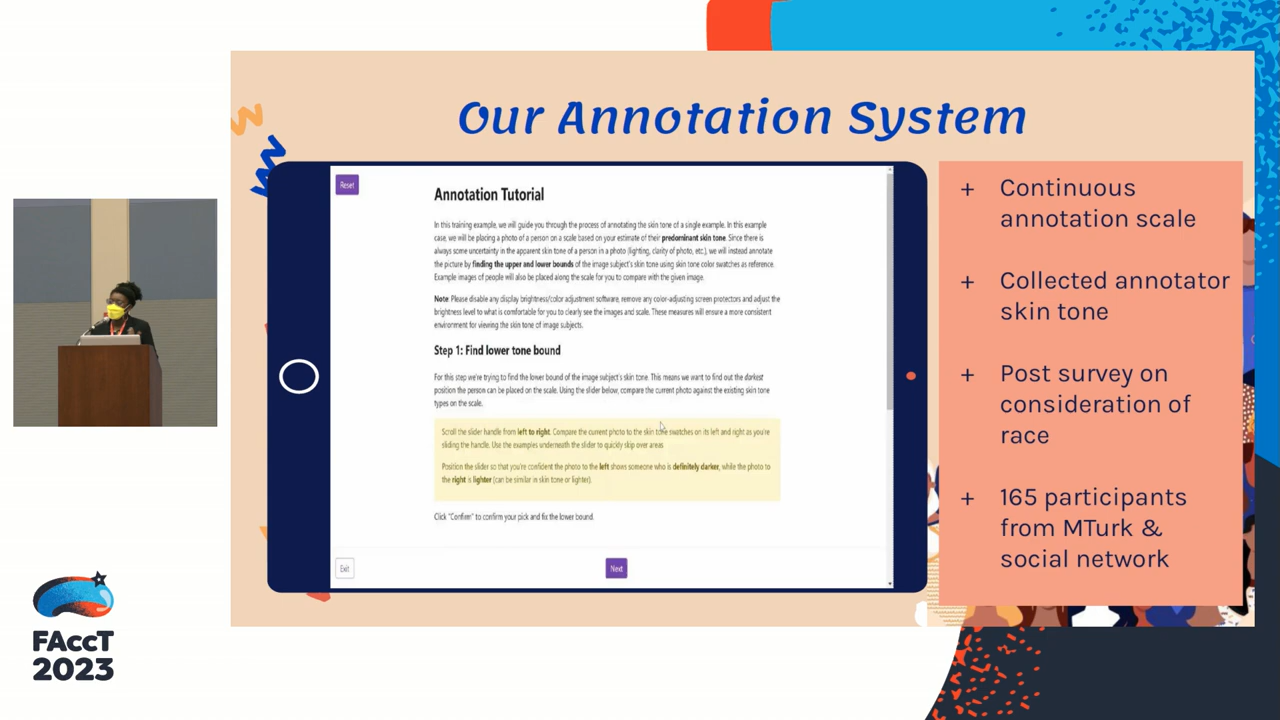 Our Annotation System
Reset
Annotation Tutorial
In this training example, we will guide you through the process of annotating the skin tone of a single example. In this example
case, we will be placing a photo of a person on a scale based on your estimate of their predominant skin tone. Since there is
always some uncertainty in the apparent skin tone of a person in a photo (lighting, clarity of photo, etc.), we will instead annotate
the picture by finding the upper and lower bounds of the image subject's skin tone using skin tone color swatches as reference.
Example images of people will also be placed along the scale for you to compare with the given image.
Note: Please disable any display brightness/color adjustment software, remove any color-adjusting screen protectors and adjust the
brightness level to what is comfortable for you to clearly see the images and scale. These measures will ensure a more consistent
environment for viewing the skin tone of image subjects.
Step 1: Find lower tone bound
For this step we're trying to find the lower bound of the image subject's skin tone. This means we want to find out the darkest
position the person can be placed on the scale. Using the slider below, compare the current photo against the existing skin tone
types on the scale.
Scroll the slider handle from left to right. Compare the current photo to the skin tone swatches on its left and right as you're
sliding the handle. Use the examples underneath the slider to quickly skip over areas
Position the slider so that you're confident the photo to the left shows someone who is definitely darker, while the photo to
the right is lighter (can be similar in skin tone or lighter).
Click "Confirm" to confirm your pick and fix the lower bound.
Exit
Next
+ Continuous
annotation scale
+ Collected annotator
skin tone
+ Post survey on
consideration of
race
+ 165 participants
from MTurk &
social network
FAccT
2023